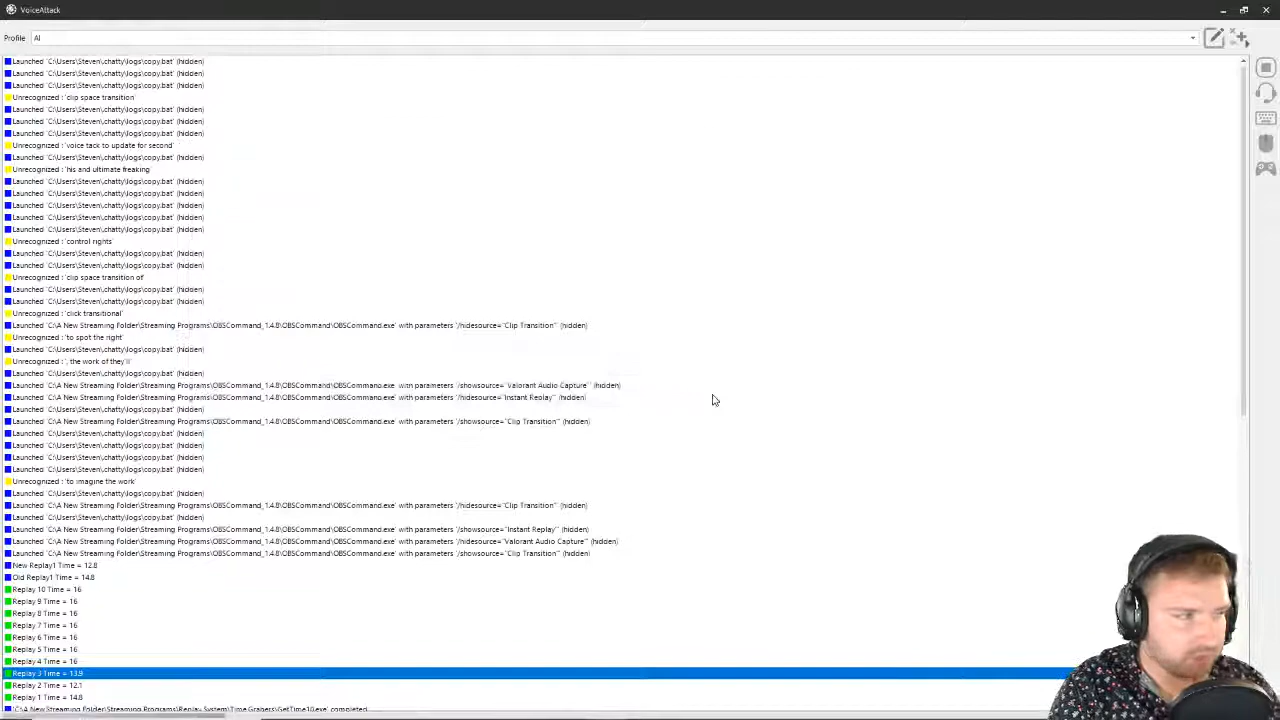 VoiceAttack
Profile AI
Launched 'C:\Users\Steven\.chatty\logs\copy.bat' (hidden)
Launched 'C:\Users\Steven\.chatty\logs\copy.bat' (hidden)
Launched 'C:\Users\Steven\.chatty\logs\copy.bat' (hidden)
Unrecognized : 'clip space transition'
Launched 'C:\Users\Steven\.chatty\logs\copy.bat' (hidden)
Launched 'C:\Users\Steven\.chatty\logs\copy.bat' (hidden)
Launched 'C:\Users\Steven\.chatty\logs\copy.bat' (hidden)
Unrecognized : 'voice tack to update for second'
Launched 'C:\Users\Steven\.chatty\logs\copy.bat' (hidden)
Unrecognized : 'his and ultimate freaking
Launched 'C:\Users\Steven\.chatty\logs\copy.bat' (hidden)
Launched 'C:\Users\Steven\.chatty\logs\copy.bat' (hidden)
Launched 'C:\Users\Steven\.chatty\logs\copy.bat' (hidden)
Launched 'C:\Users\Steven\.chatty\logs\copy.bat' (hidden)
Launched 'C:\Users\Steven\.chatty\logs\copy.bat' (hidden)
Unrecognized : 'control rights'
Launched 'C:\Users\Steven\.chatty\logs\copy.bat' (hidden)
Launched 'C:\Users\Steven\.chatty\logs\copy.bat' (hidden)
Unrecognized : 'clip space transition of'
Launched 'C:\Users\Steven\.chatty\logs\copy.bat' (hidden)
Launched 'C:\Users\Steven\.chatty\logs\copy.bat' (hidden)
Unrecognized : 'click transitional'
Launched 'C:\A New Streaming Folder\Streaming Programs\OBSCommand_1.4.8\OBSCommand\OBSCommand.exe' with parameters '/hidesource="Clip Transition"' (hidden)
Unrecognized : 'to spot the right'
Launched 'C:\Users\Steven\.chatty\logs\copy.bat' (hidden)
Unrecognized : ', the work of they'll'
Launched 'C:\Users\Steven\.chatty\logs\copy.bat' (hidden)
Launched 'C:\A New Streaming Folder\Streaming Programs\OBSCommand_1.4.8\OBSCommand\OBSCommand.exe' with parameters '/showsource="Valorant Audio Capture"' (hidden)
Launched 'C:\A New Streaming Folder\Streaming Programs\OBSCommand_1.4.8\OBSCommand\OBSCommand.exe' with parameters '/hidesource="Instant Replay"' (hidden)
Launched 'C:\Users\Steven\.chatty\logs\copy.bat' (hidden)
Launched 'C:\A New Streaming Folder\Streaming Programs\OBSCommand_1.4.8\OBSCommand\OBSCommand.exe' with parameters '/showsource="Clip Transition"' (hidden)
Launched 'C:\Users\Steven\.chatty\logs\copy.bat' (hidden)
Launched 'C:\Users\Steven\.chatty\logs\copy.bat' (hidden)
Launched 'C:\Users\Steven\.chatty\logs\copy.bat' (hidden)
Launched 'C:\Users\Steven\.chatty\logs\copy.bat' (hidden)
Unrecognized : 'to imagine the work'
Launched 'C:\Users\Steven\.chatty\logs\copy.bat' (hidden)
Launched 'C:\A New Streaming Folder\Streaming Programs\OBSCommand_1.4.8\OBSCommand\OBSCommand.exe' with parameters '/hidesource="Clip Transition"' (hidden)
Launched 'C:\Users\Steven\.chatty\logs\copy.bat' (hidden)
Launched 'C:\A New Streaming Folder\Streaming Programs\OBSCommand_1.4.8\OBSCommand\OBSCommand.exe' with parameters '/showsource="Instant Replay"' (hidden)
Launched 'C:\A New Streaming Folder\Streaming Programs\OBSCommand_1.4.8\OBSCommand\OBSCommand.exe' with parameters '/hidesource="Valorant Audio Capture"' (hidden)
Launched 'C:\A New Streaming Folder\Streaming Programs\OBSCommand_1.4.8\OBSCommand\OBSCommand.exe' with parameters '/showsource="Clip Transition"' (hidden)
New Replay1 Time = 12.8
Old Replay1 Time = 14.8
Replay 10 Time = 16
Replay 9 Time = 16
Replay 8 Time = 16
Replay 7 Time = 16
Replay 6 Time = 16
Replay 5 Time = 16
Replay 4 Time = 16
Replay 3 Time = 13.9
Replay 2 Time = 12.1
Replay 1 Time = 14.8
'C:\A New Streaming Folder\Streaming Programs\Replay System\Time Grabers\GetTime10.exe' completed